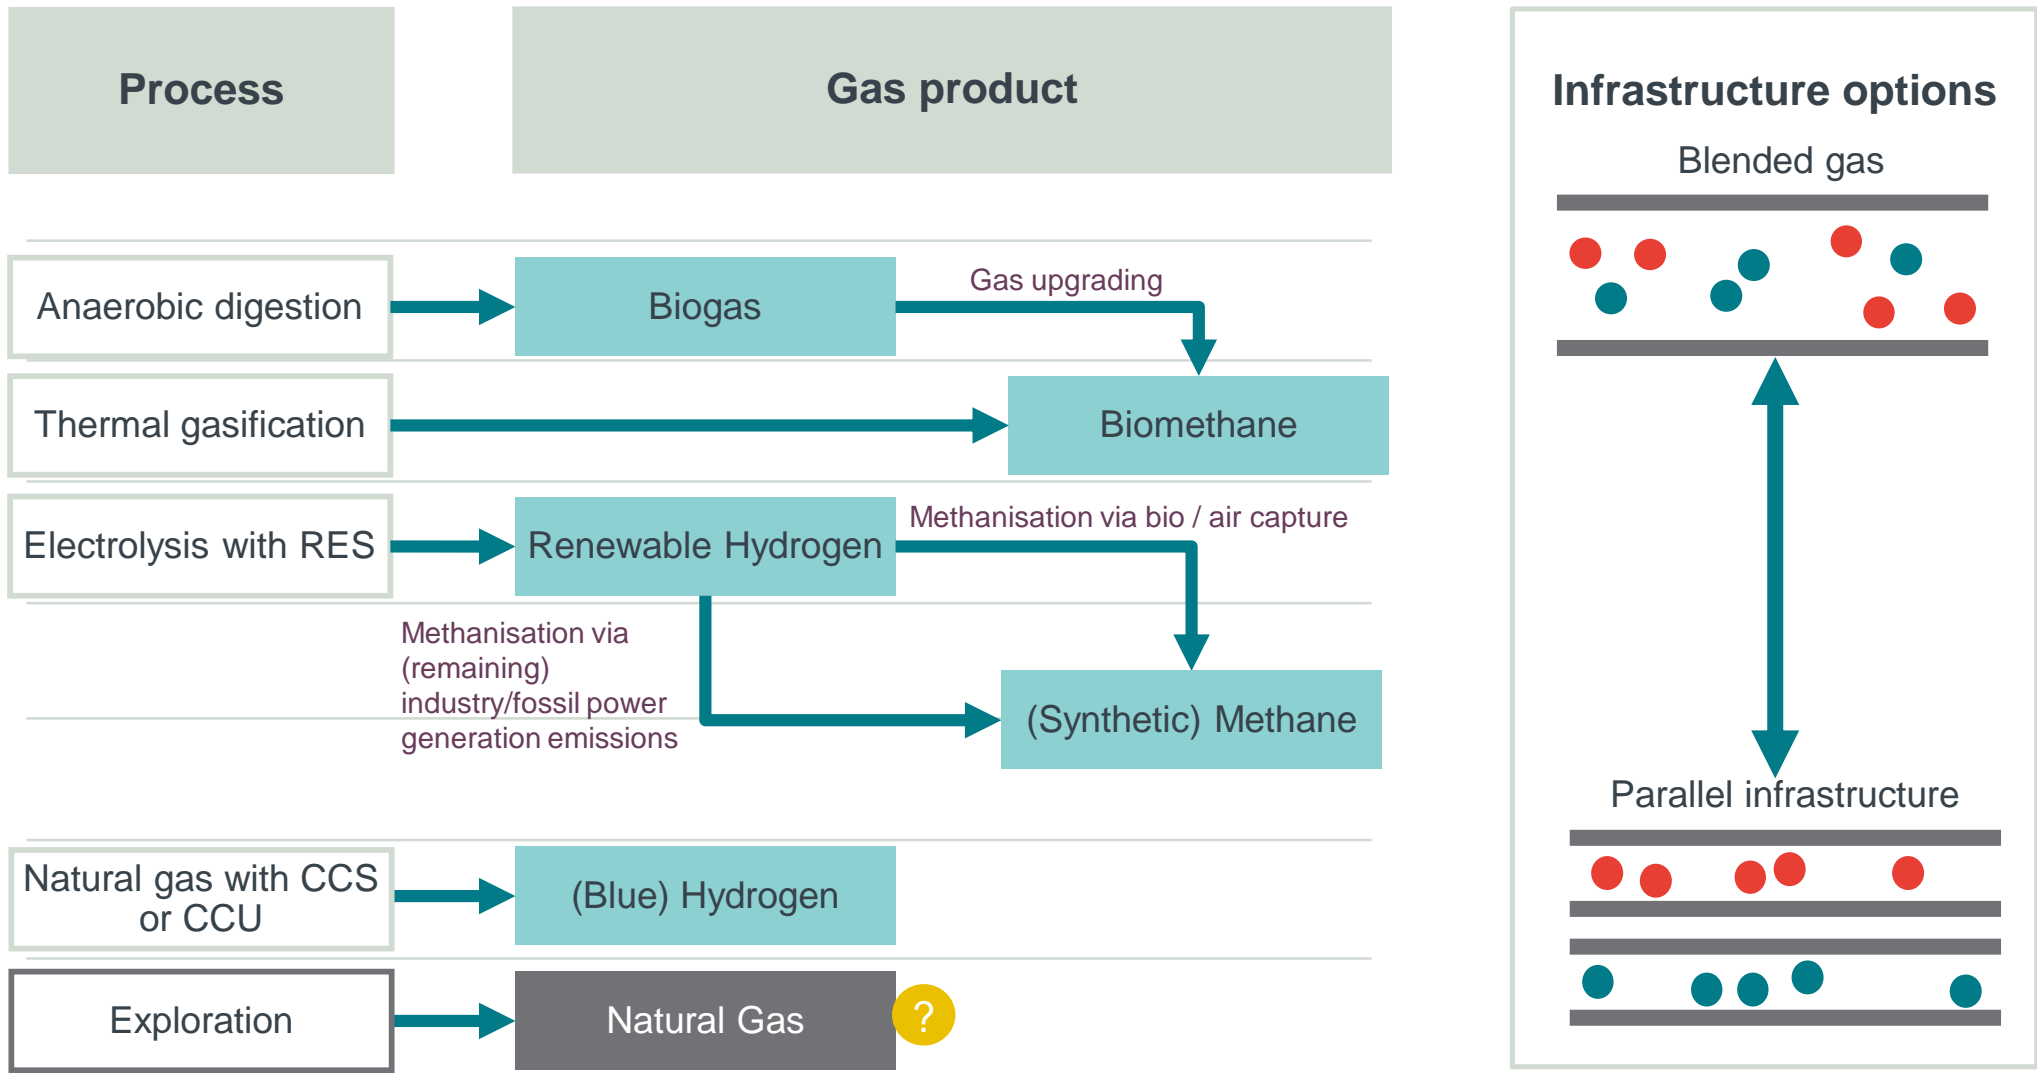 Process
Gas product
Infrastructure options
Blended gas
Anaerobic digestion
Biogas
Gas upgrading
Thermal gasification
Biomethane
Electrolysis with RES
Renewable Hydrogen
Methanisation via bio / air capture
Methanisation via
(remaining)
industry/fossil power
generation emissions
(Synthetic) Methane
Parallel infrastructure
Natural gas with CCS
or CCU
(Blue) Hydrogen
Exploration
Natural Gas
?